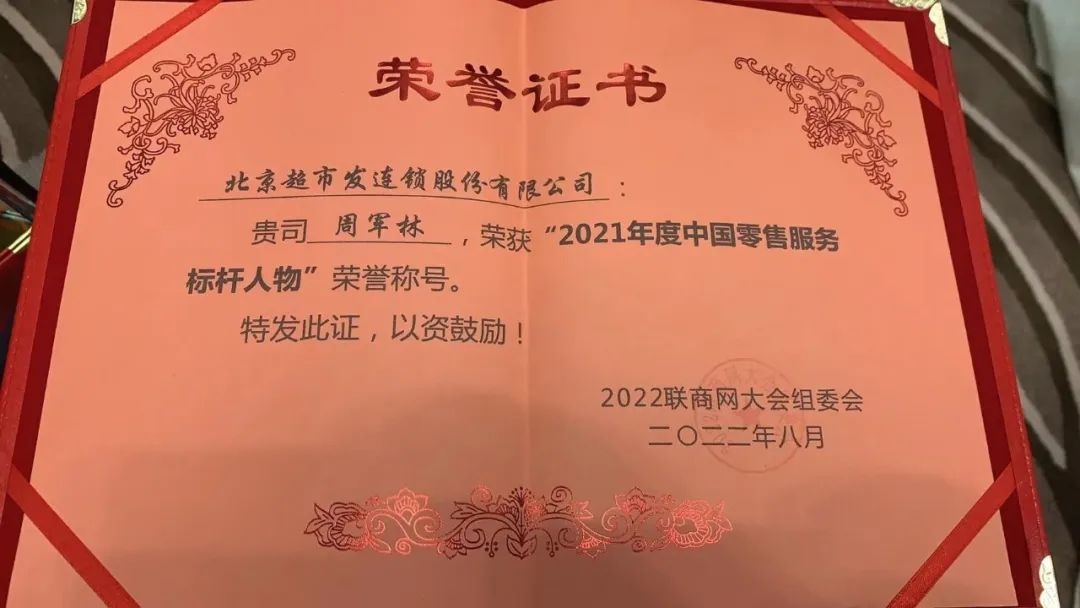 荣誉证书
北京超市发连锁股份有限公司：
贵司周军林，荣获“2021年度中国零售服务
标杆人物”荣誉称号。
特发此证，以资鼓励！
2022联商网大会组委会
二〇二二年八月